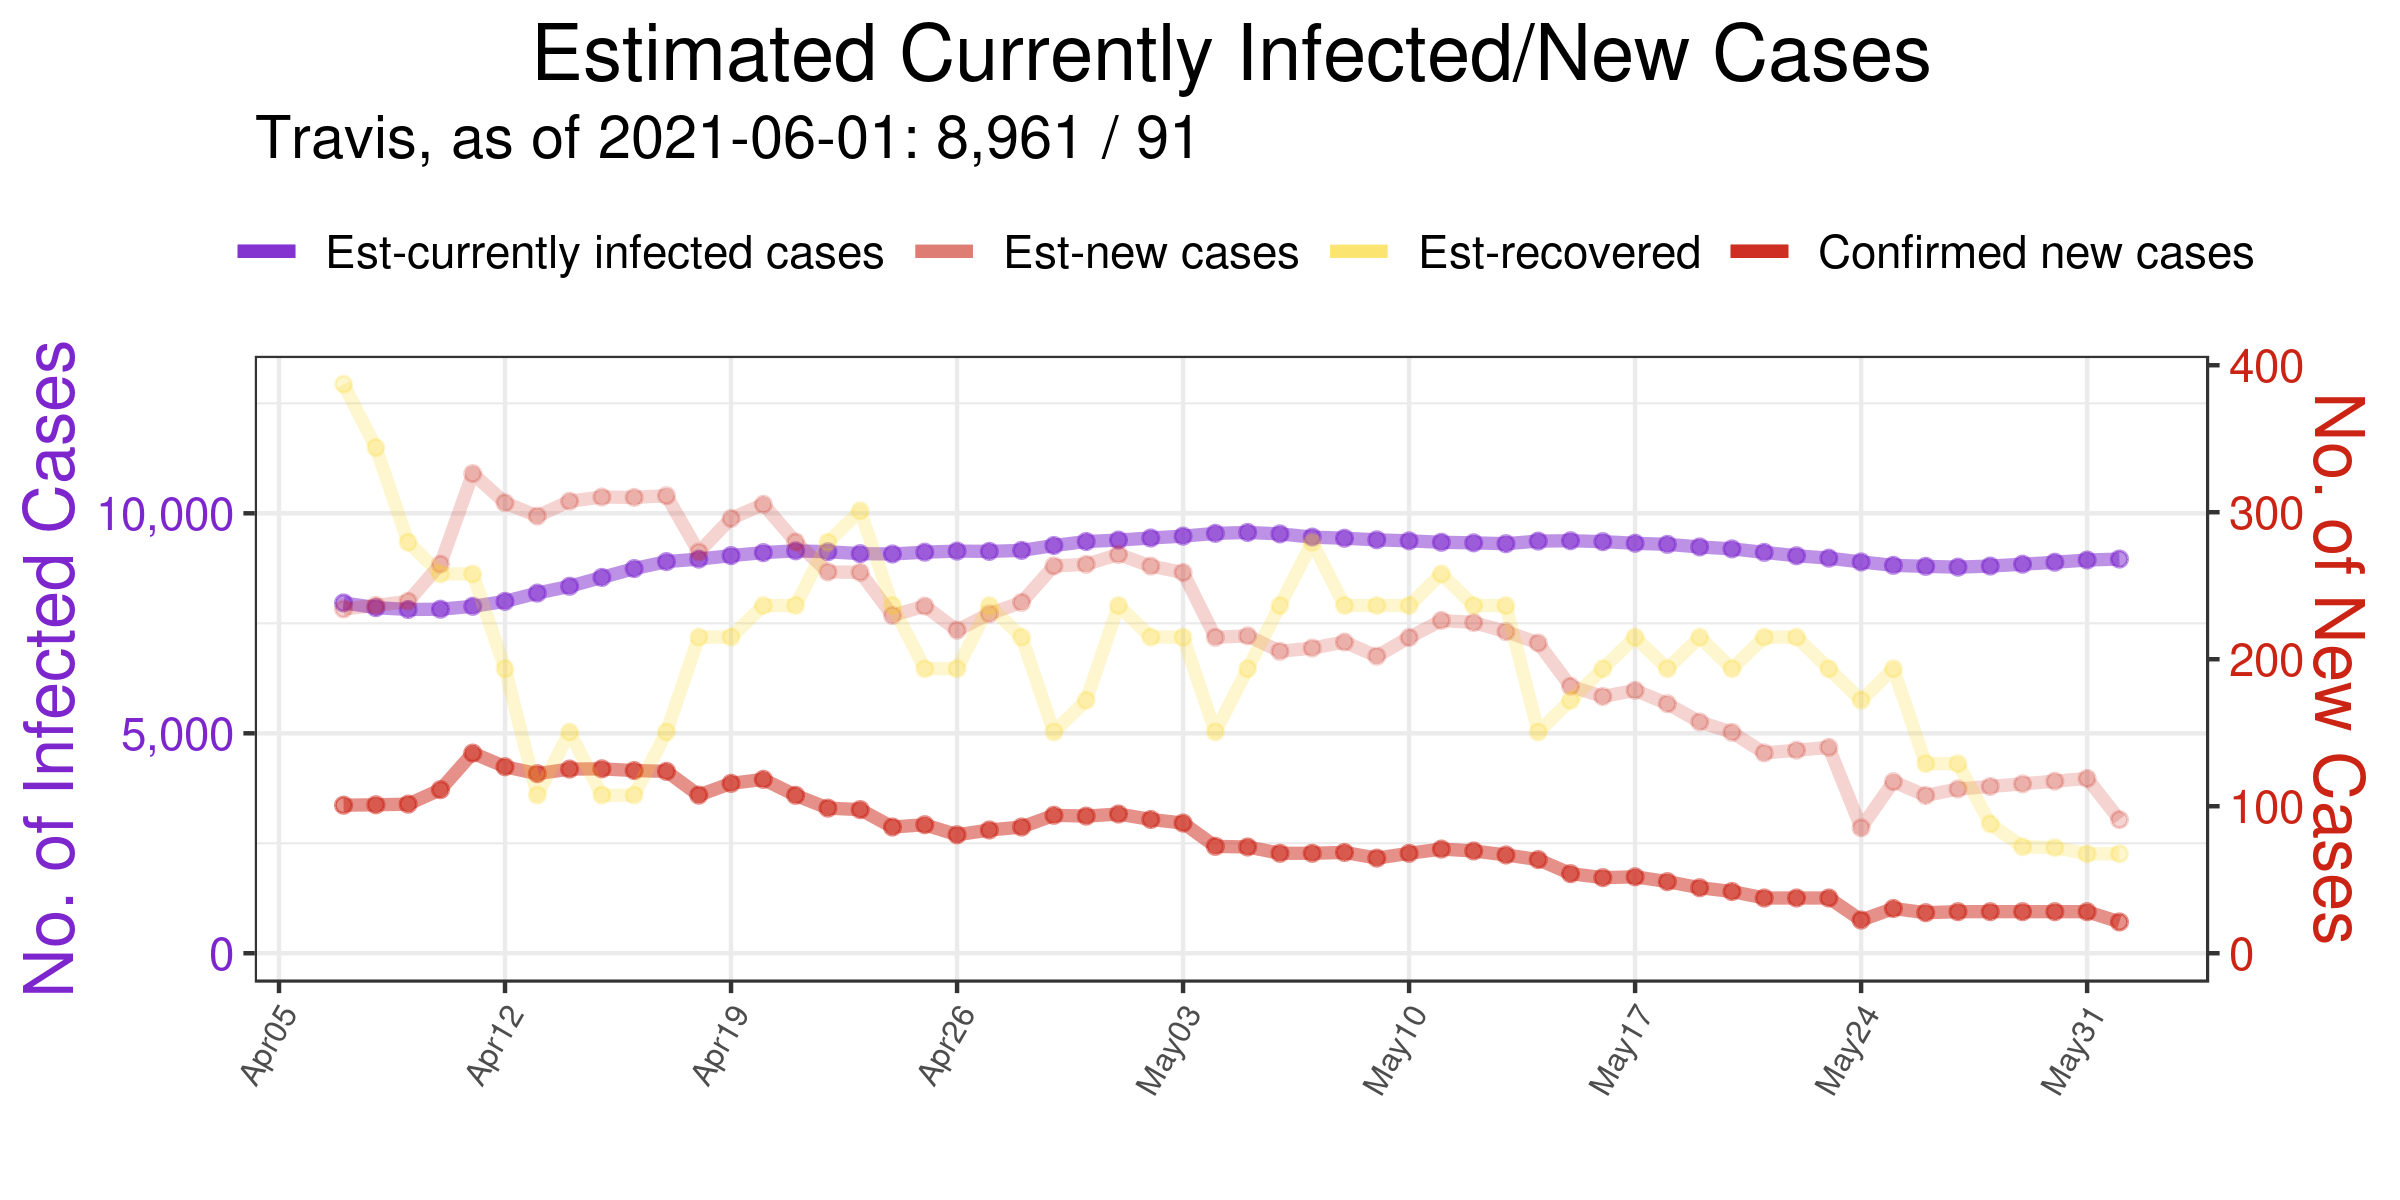 Estimated Currently Infected/New Cases
Travis, as of 2021-06-01: 8,961 / 91
Est-currently infected cases Est-new cases Est-recovered Confirmed new cases
No. of Infected Cases
10,000
5,000
0
400
300
200
100
0
No. of New Cases
Apr05 Apr12 Apr19 Apr26 May03 May10 May17 May24 May31